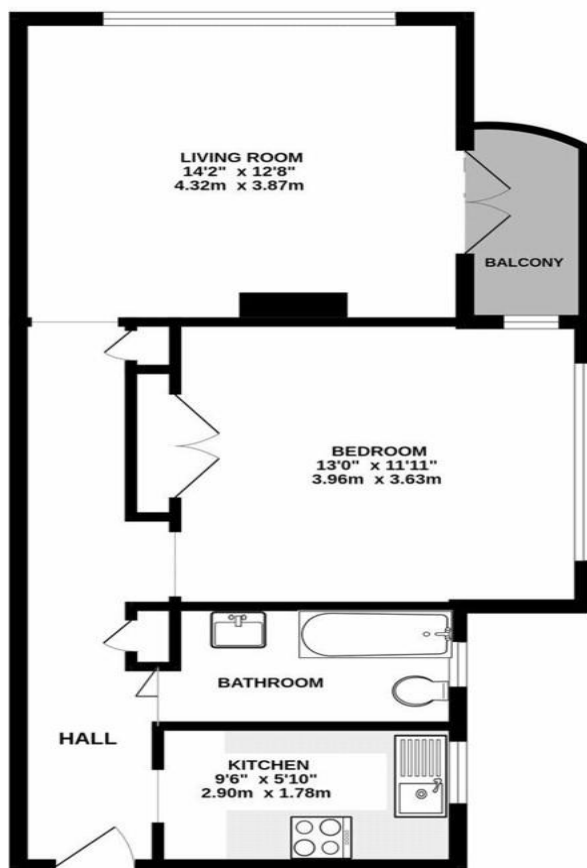 LIVING ROOM
14'2" x 12'8"
4.32m x 3.87m
BALCONY
BEDROOM
13'0" x 11'11"
3.96m x 3.63m
BATHROOM
HALL
KITCHEN
9'6" x 5'10"
2.90m x 1.78m